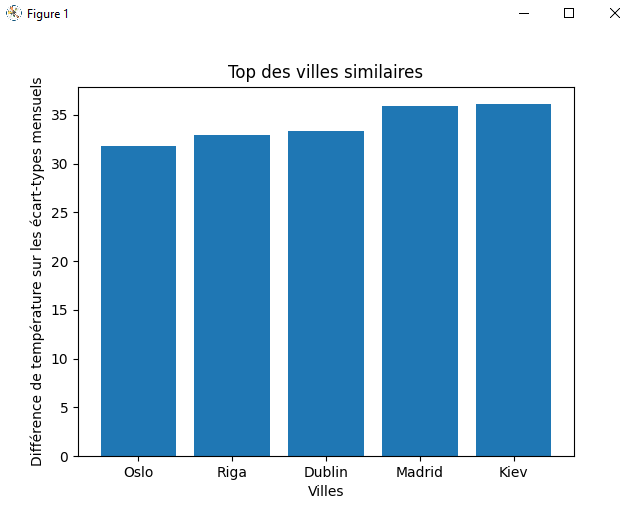 Figure 1
Top des villes similaires
Différence de température sur les écart-types mensuels
35
30
25
20
15
10
5
0
Oslo Riga Dublin Madrid Kiev
Villes